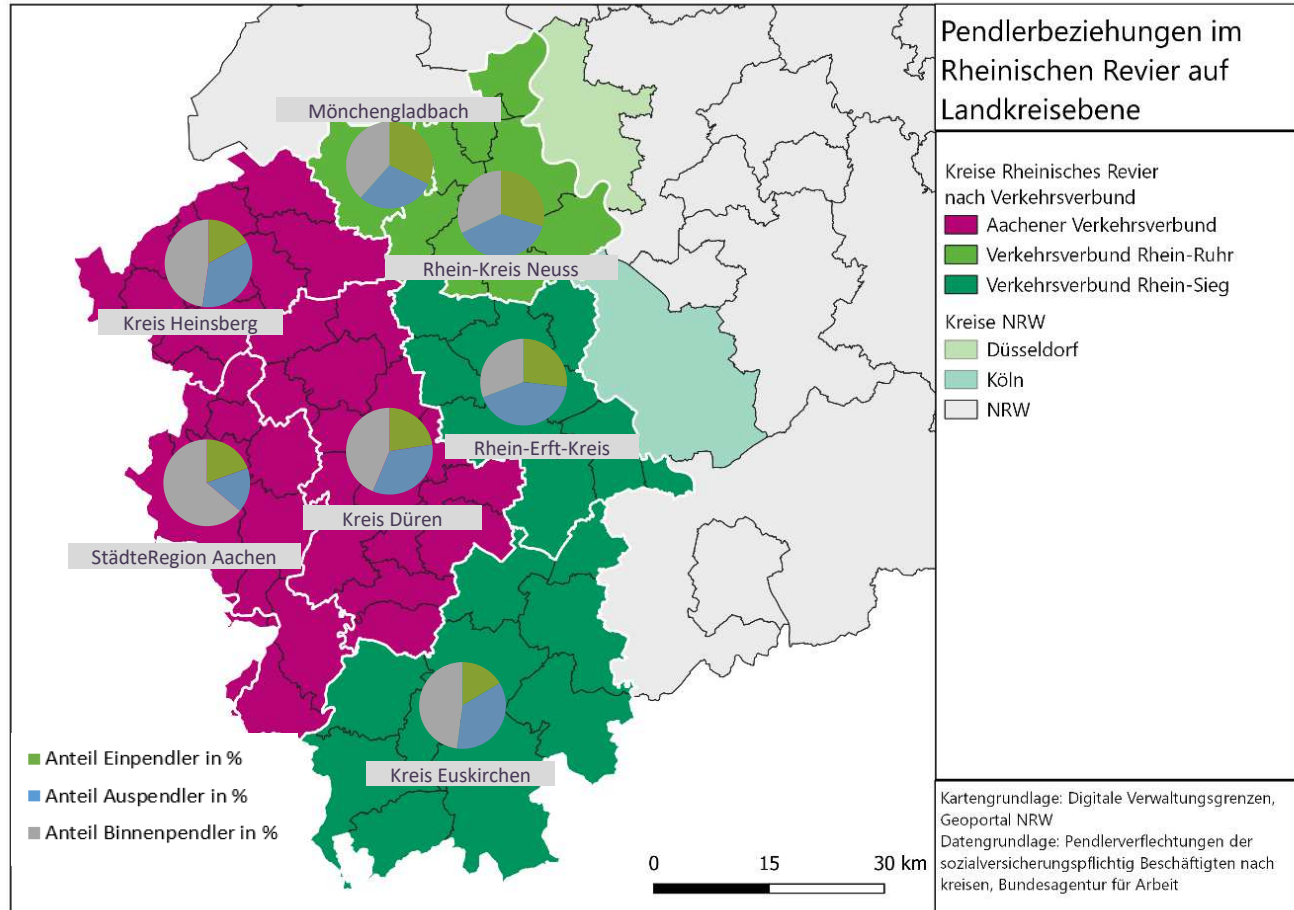 Pendlerbeziehungen im
Rheinischen Revier auf
Landkreisebene
Kreise Rheinisches Revier
nach Verkehrsverbund
Aachener Verkehrsverbund
Verkehrsverbund Rhein-Ruhr
Verkehrsverbund Rhein-Sieg
Kreise NRW
Düsseldorf
Köln
NRW
Mönchengladbach
Rhein-Kreis Neuss
Kreis Heinsberg
Rhein-Erft-Kreis
Kreis Düren
StädteRegion Aachen
Kreis Euskirchen
Anteil Einpendler in %
Anteil Auspendler in %
Anteil Binnenpendler in %
0 15 30 km
Kartengrundlage: Digitale Verwaltungsgrenzen,
Geoportal NRW
Datengrundlage: Pendlerverflechtungen der
sozialversicherungspflichtig Beschäftigten nach
kreisen, Bundesagentur für Arbeit